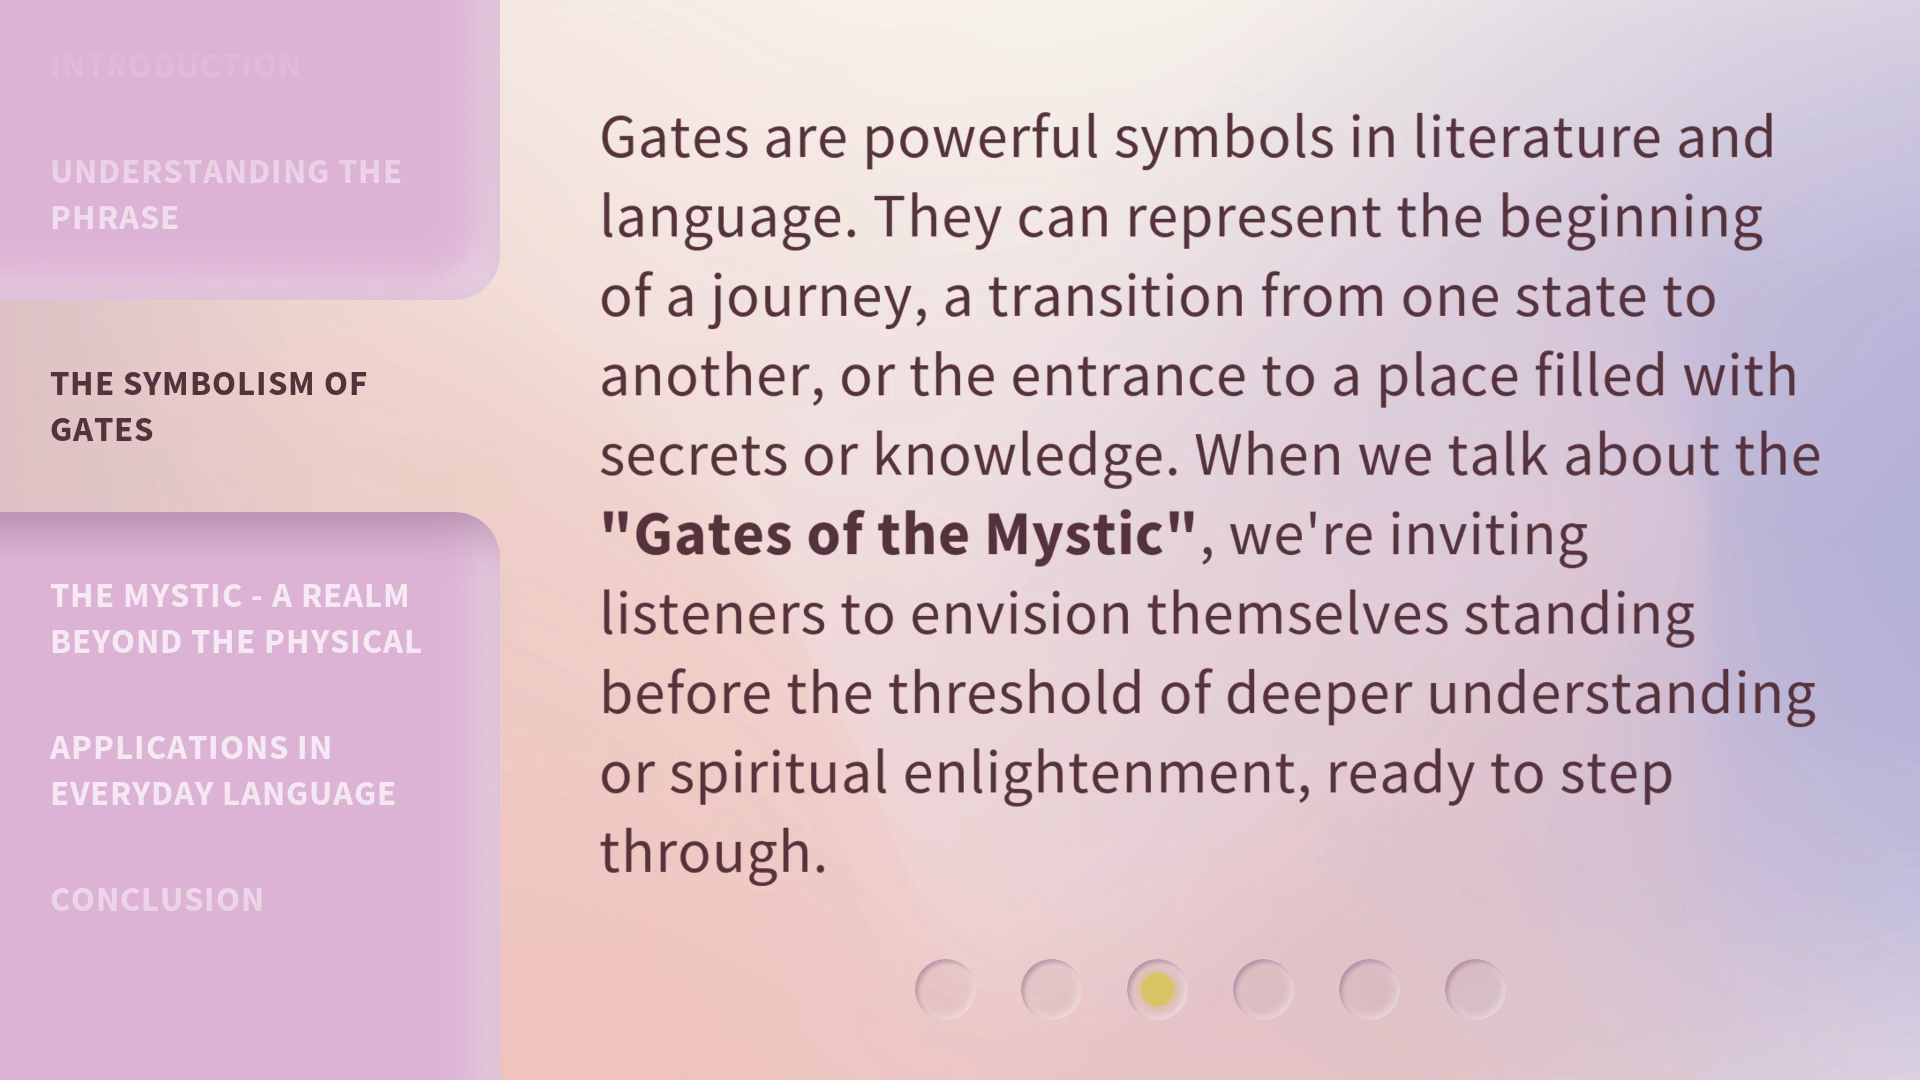 INTRODUCTION
UNDERSTANDING THE
PHRASE
THE SYMBOLISM OF
GATES
THE MYSTIC - A REALM
BEYOND THE PHYSICAL
APPLICATIONS IN
EVERYDAY LANGUAGE
CONCLUSION
Gates are powerful symbols in literature and
language. They can represent the beginning
of a journey, a transition from one state to
another, or the entrance to a place filled with
secrets or knowledge. When we talk about the
"Gates of the Mystic", we're inviting
listeners to envision themselves standing
before the threshold of deeper understanding
or spiritual enlightenment, ready to step
through.